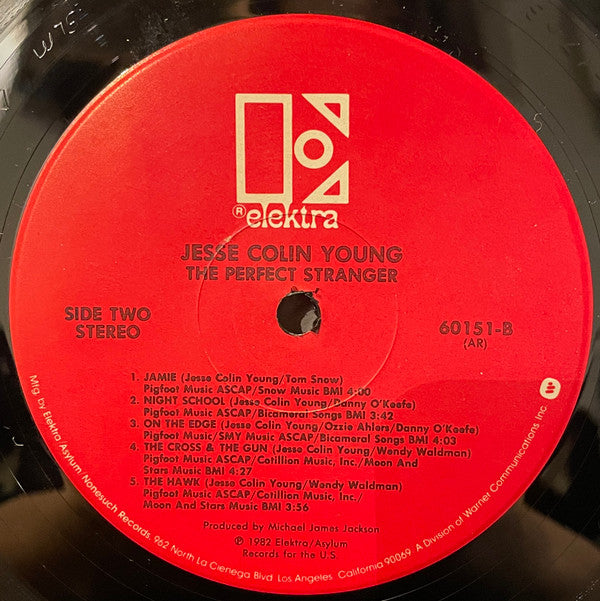 ® elektra
JESSE COLIN YOUNG
THE PERFECT STRANGER
SIDE TWO
STEREO
60151-B
(AR)
1. JAMIE (Jesse Colin Young/Tom Snow)
Pigfoot Music ASCAP/Snow Music BMI 4:00
2. NIGHT SCHOOL (Jesse Colin Young/Danny O'Keefe)
Pigfoot Music ASCAP/Bicameral Songs BMI 3:42
3. ON THE EDGE (Jesse Colin Young/Ozzie Ahlers/Danny O'Keefe)
Pigfoot Music/SMY Music ASCAP/Bicameral Songs BMI 4:03
4. THE CROSS & THE GUN (Jesse Colin Young/Wendy Waldman)
Pigfoot Music ASCAP/Cotillion Music, Inc./Moon And
Stars Music BMI 4:27
5. THE HAWK (Jesse Colin Young/Wendy Waldman)
Pigfoot Music ASCAP/Cotillion Music, Inc./
Moon And Stars Music BMI 3:56
Produced by Michael James Jackson
℗ 1982 Elektra/Asylum
Records for the U.S.
Mfg. by Elektra/Asylum/Nonesuch Records, 962 North La Cienega Blvd. Los Angeles, California 90069. A Division of Warner Communications Inc.